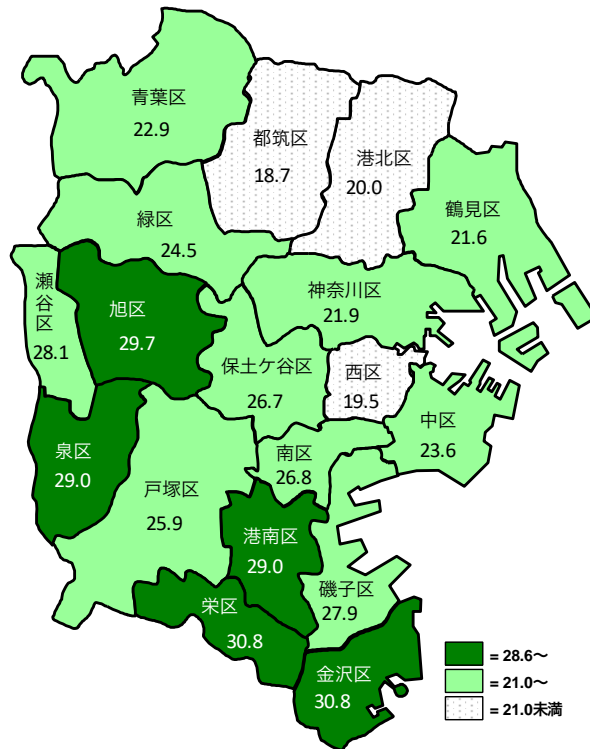 青葉区
22.9
都筑区
18.7
港北区
20.0
鶴見区
21.6
緑区
24.5
瀬谷区
28.1
旭区
29.7
神奈川区
21.9
保土ケ谷区
26.7
西区
19.5
中区
23.6
泉区
29.0
戸塚区
25.9
南区
26.8
港南区
29.0
磯子区
27.9
栄区
30.8
金沢区
30.8
= 28.6～
= 21.0～
= 21.0未満